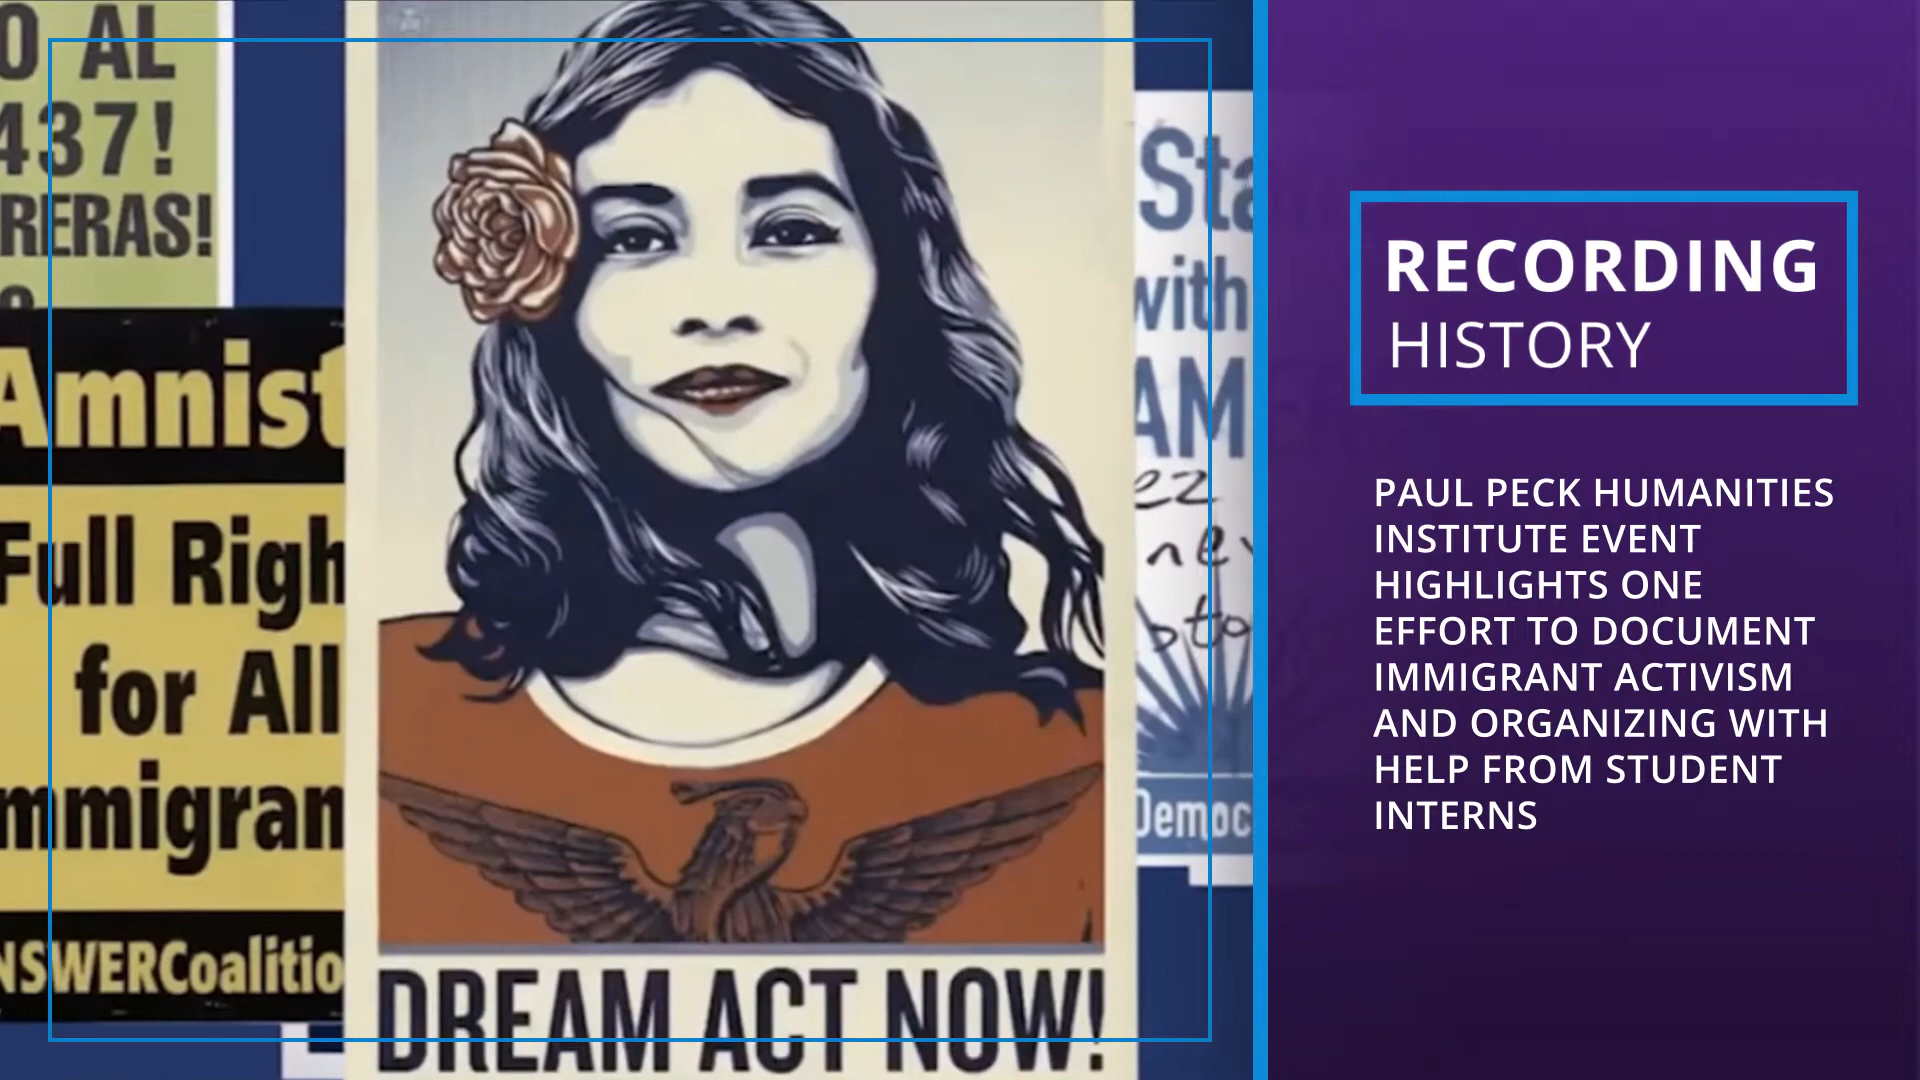 O AL
437!
RERAS!
Amnist
Full Righ
for All
mmigran
NSWERCoalitio
DREAM ACT NOW!
Sta
with
AM
ez
Democ
RECORDING
HISTORY
PAUL PECK HUMANITIES
INSTITUTE EVENT
HIGHLIGHTS ONE
EFFORT TO DOCUMENT
IMMIGRANT ACTIVISM
AND ORGANIZING WITH
HELP FROM STUDENT
INTERNS